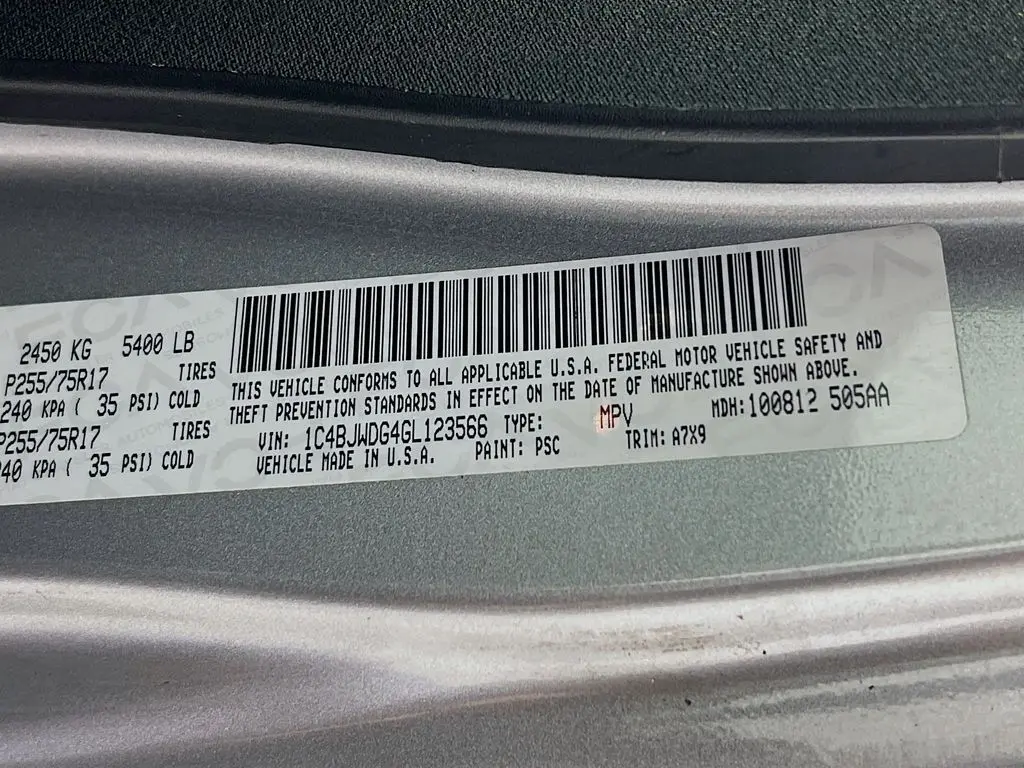 2450 KG 5400 LB
P255/75R17 TIRES
240 KPA ( 35 PSI) COLD
P255/75R17 TIRES
240 KPA ( 35 PSI) COLD
THIS VEHICLE CONFORMS TO ALL APPLICABLE U.S.A. FEDERAL MOTOR VEHICLE SAFETY AND
THEFT PREVENTION STANDARDS IN EFFECT ON THE DATE OF MANUFACTURE SHOWN ABOVE.
VIN: 1C4BJWDG4GL123566 TYPE: MPV MDH:100812 505AA
VEHICLE MADE IN U.S.A. PAINT: PSC TRIM: A7X9